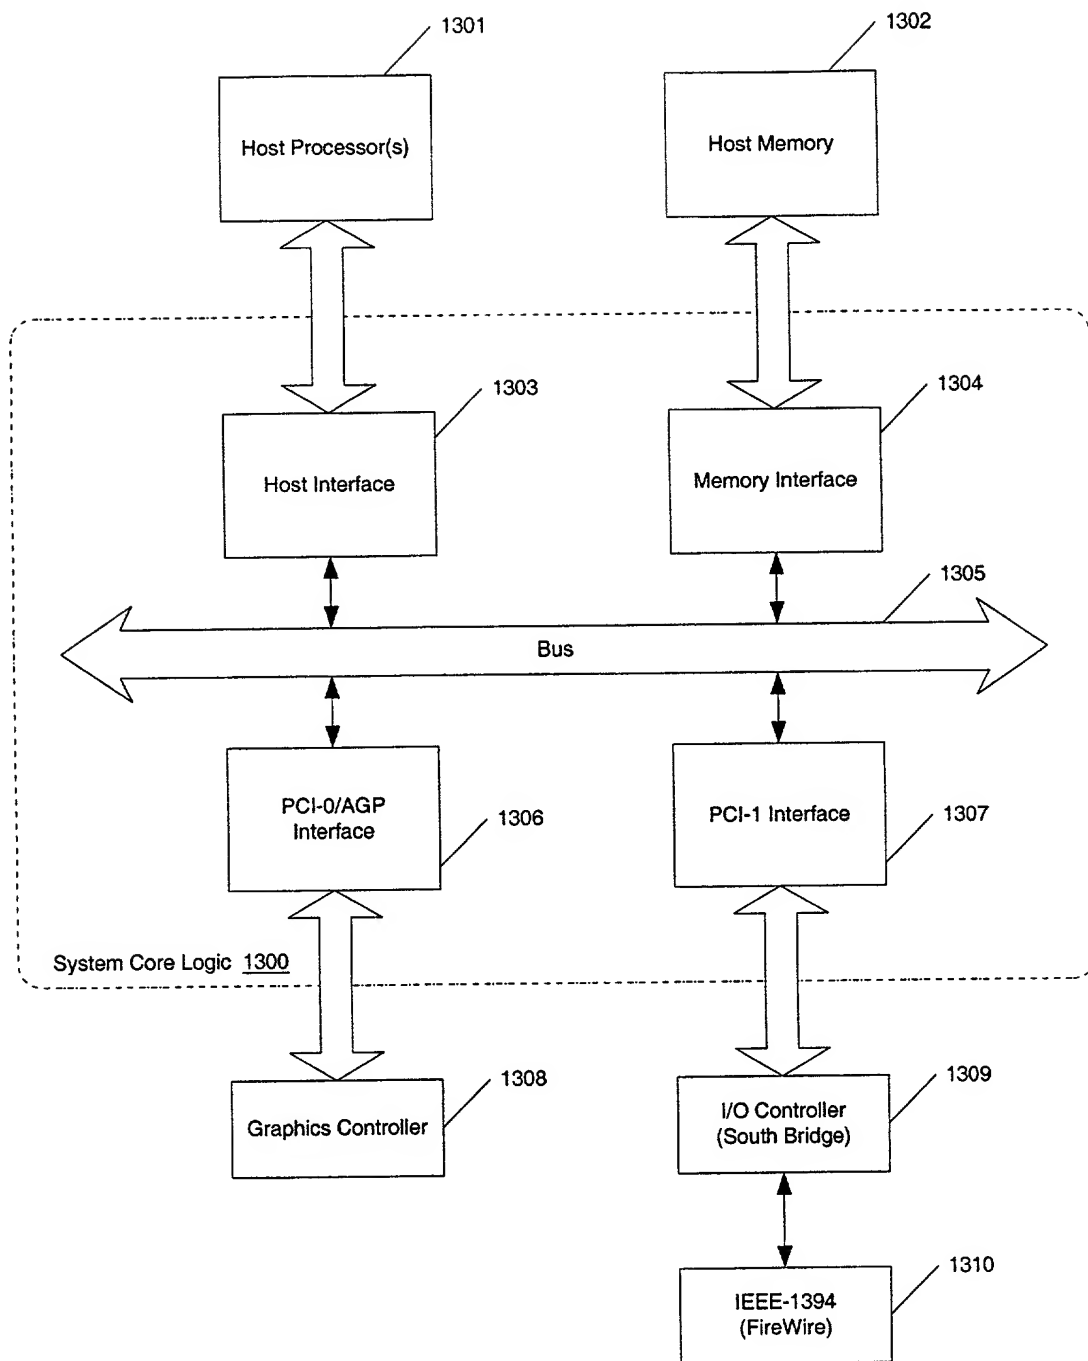 1301
1302
Host Processor(s)
Host Memory
1303
1304
Host Interface
Memory Interface
1305
Bus
PCI-0/AGP
Interface
1306
PCI-1 Interface
1307
System Core Logic 1300
1308
Graphics Controller
1309
I/O Controller
(South Bridge)
1310
IEEE-1394
(FireWire)